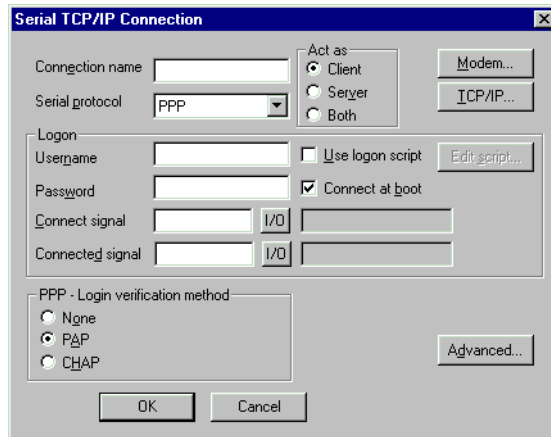 Serial TCP/IP Connection
Connection name
Act as
Client
Modem...
Serial protocol
PPP
Server
TCP/IP...
Both
Logon
Username
Use logon script
Edit script...
Password
Connect at boot
Connect signal
I/O
Connected signal
I/O
PPP - Login verification method
None
PAP
CHAP
Advanced...
OK
Cancel